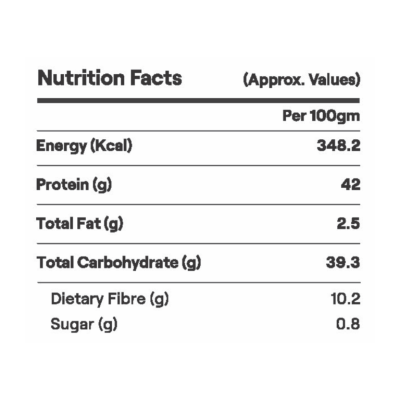 Nutrition Facts (Approx. Values)
Per 100gm
Energy (Kcal) 348.2
Protein (g) 42
Total Fat (g) 2.5
Total Carbohydrate (g) 39.3
Dietary Fibre (g) 10.2
Sugar (g) 0.8